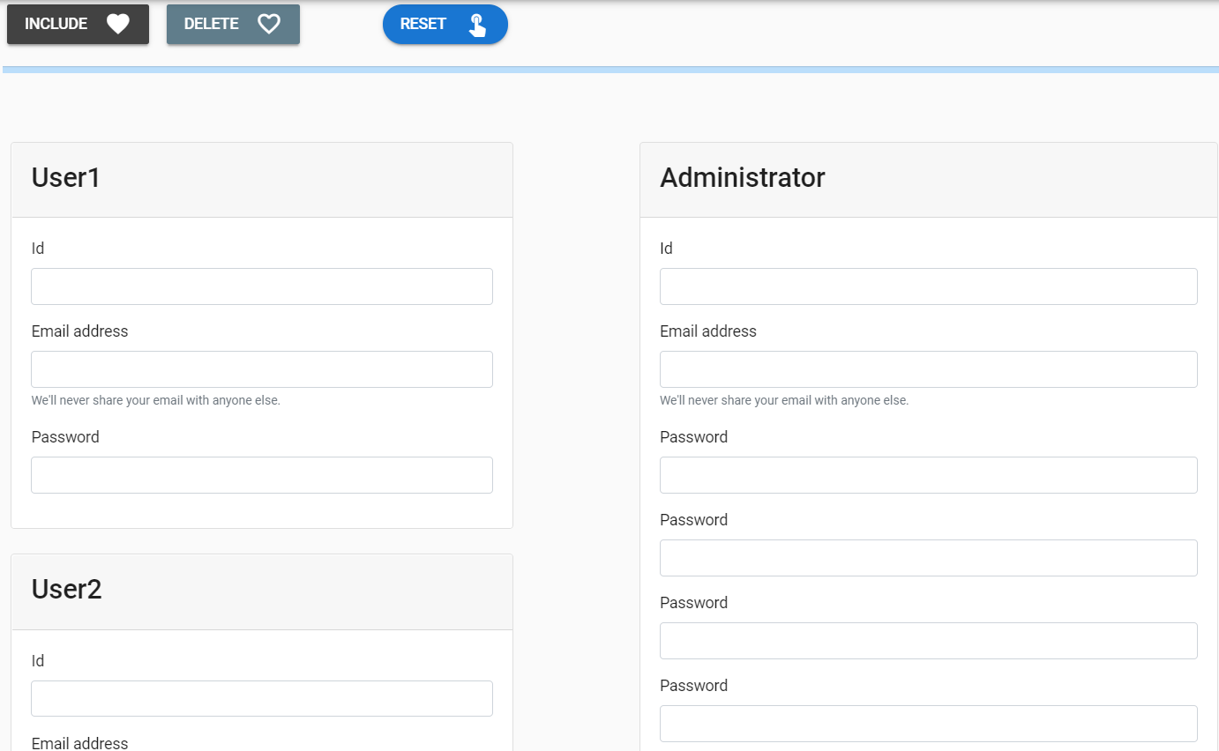 INCLUDE
DELETE
RESET
User1
Id
Email address
We'll never share your email with anyone else.
Password
User2
Id
Email address
Administrator
Id
Email address
We'll never share your email with anyone else.
Password
Password
Password
Password